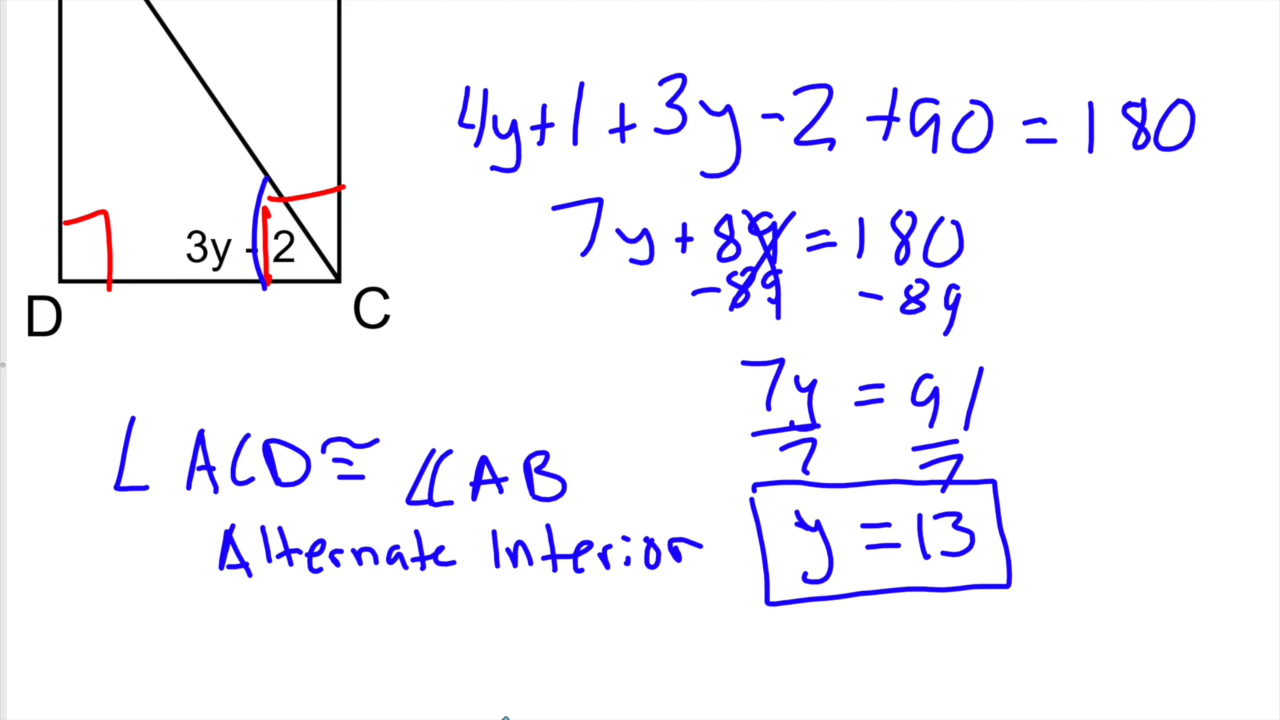 4y+1+3y-2+90=180
7y+89=180
-89 -89
3y - 2
D C
7y = 91
7 7
∠ACD≅∠CAB
y=13
Alternate Interior